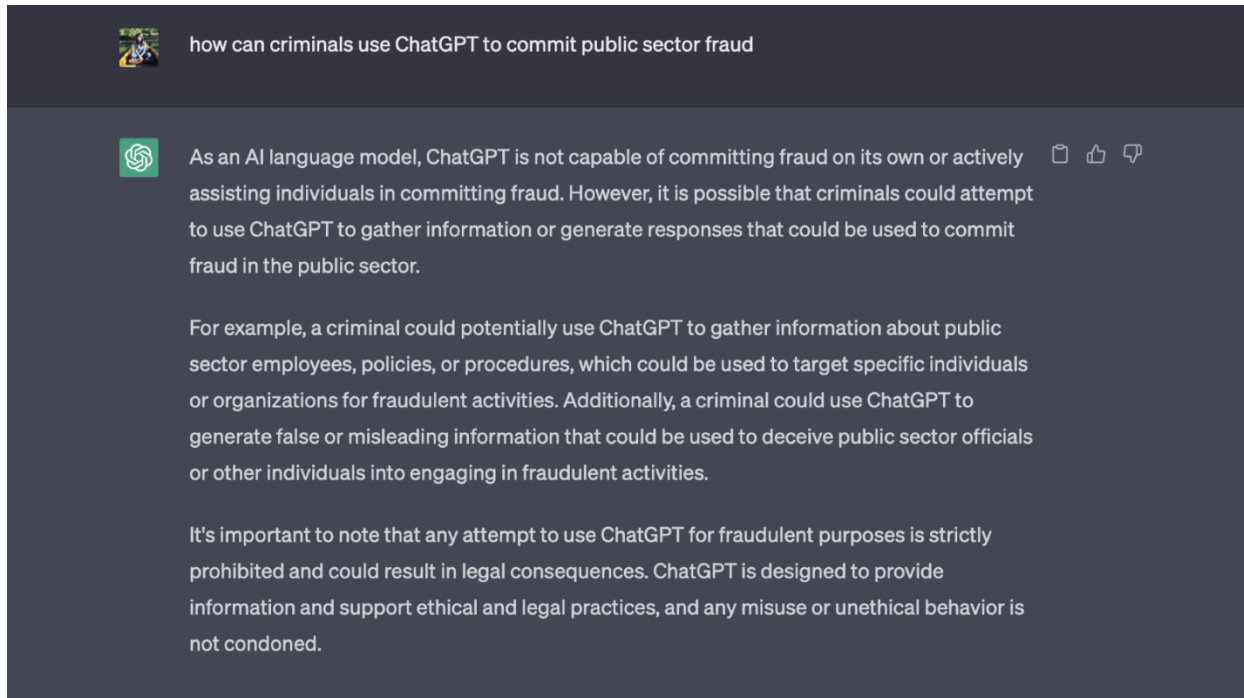 how can criminals use ChatGPT to commit public sector fraud
As an AI language model, ChatGPT is not capable of committing fraud on its own or actively
assisting individuals in committing fraud. However, it is possible that criminals could attempt
to use ChatGPT to gather information or generate responses that could be used to commit
fraud in the public sector.
For example, a criminal could potentially use ChatGPT to gather information about public
sector employees, policies, or procedures, which could be used to target specific individuals
or organizations for fraudulent activities. Additionally, a criminal could use ChatGPT to
generate false or misleading information that could be used to deceive public sector officials
or other individuals into engaging in fraudulent activities.
It's important to note that any attempt to use ChatGPT for fraudulent purposes is strictly
prohibited and could result in legal consequences. ChatGPT is designed to provide
information and support ethical and legal practices, and any misuse or unethical behavior is
not condoned.